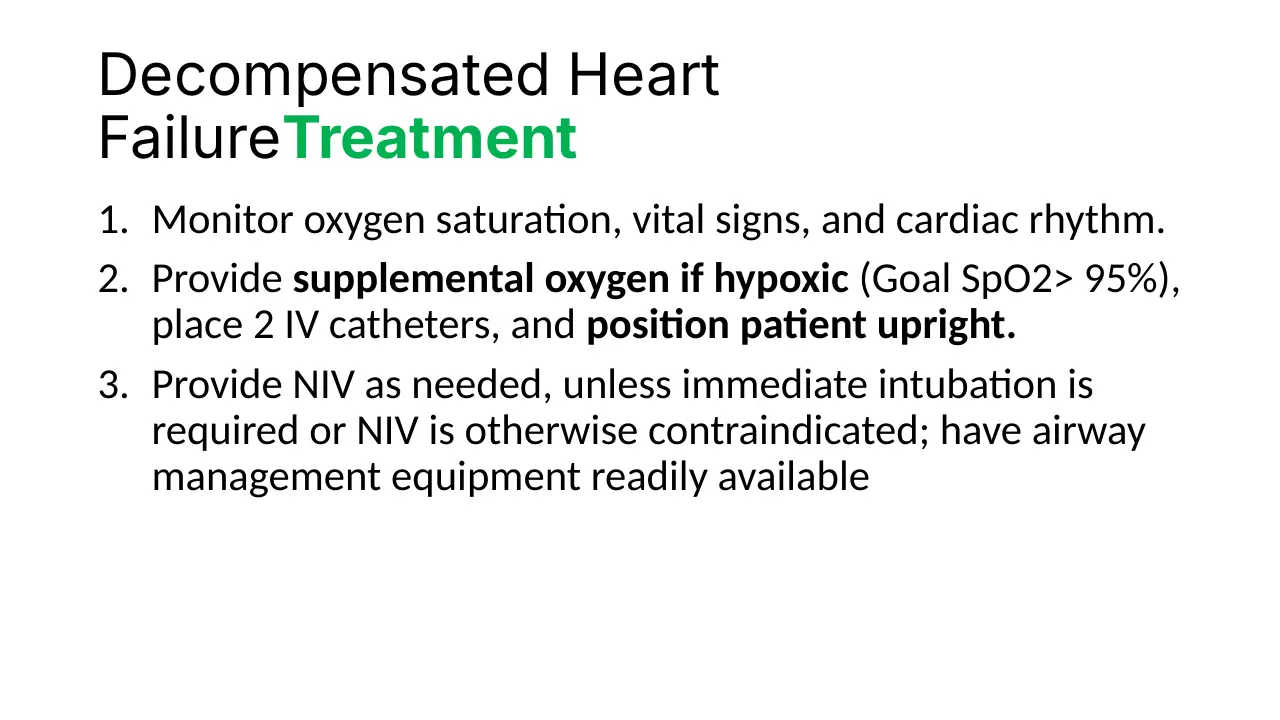 Decompensated Heart
FailureTreatment
1. Monitor oxygen saturation, vital signs, and cardiac rhythm.
2. Provide supplemental oxygen if hypoxic (Goal SpO2> 95%),
place 2 IV catheters, and position patient upright.
3. Provide NIV as needed, unless immediate intubation is
required or NIV is otherwise contraindicated; have airway
management equipment readily available